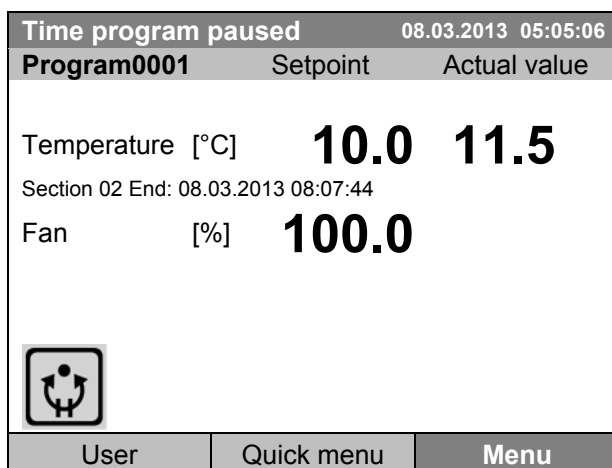 Time program paused 08.03.2013 05:05:06
Program0001 Setpoint Actual value
Temperature [°C] 10.0 11.5
Section 02 End: 08.03.2013 08:07:44
Fan [%] 100.0
User Quick menu Menu